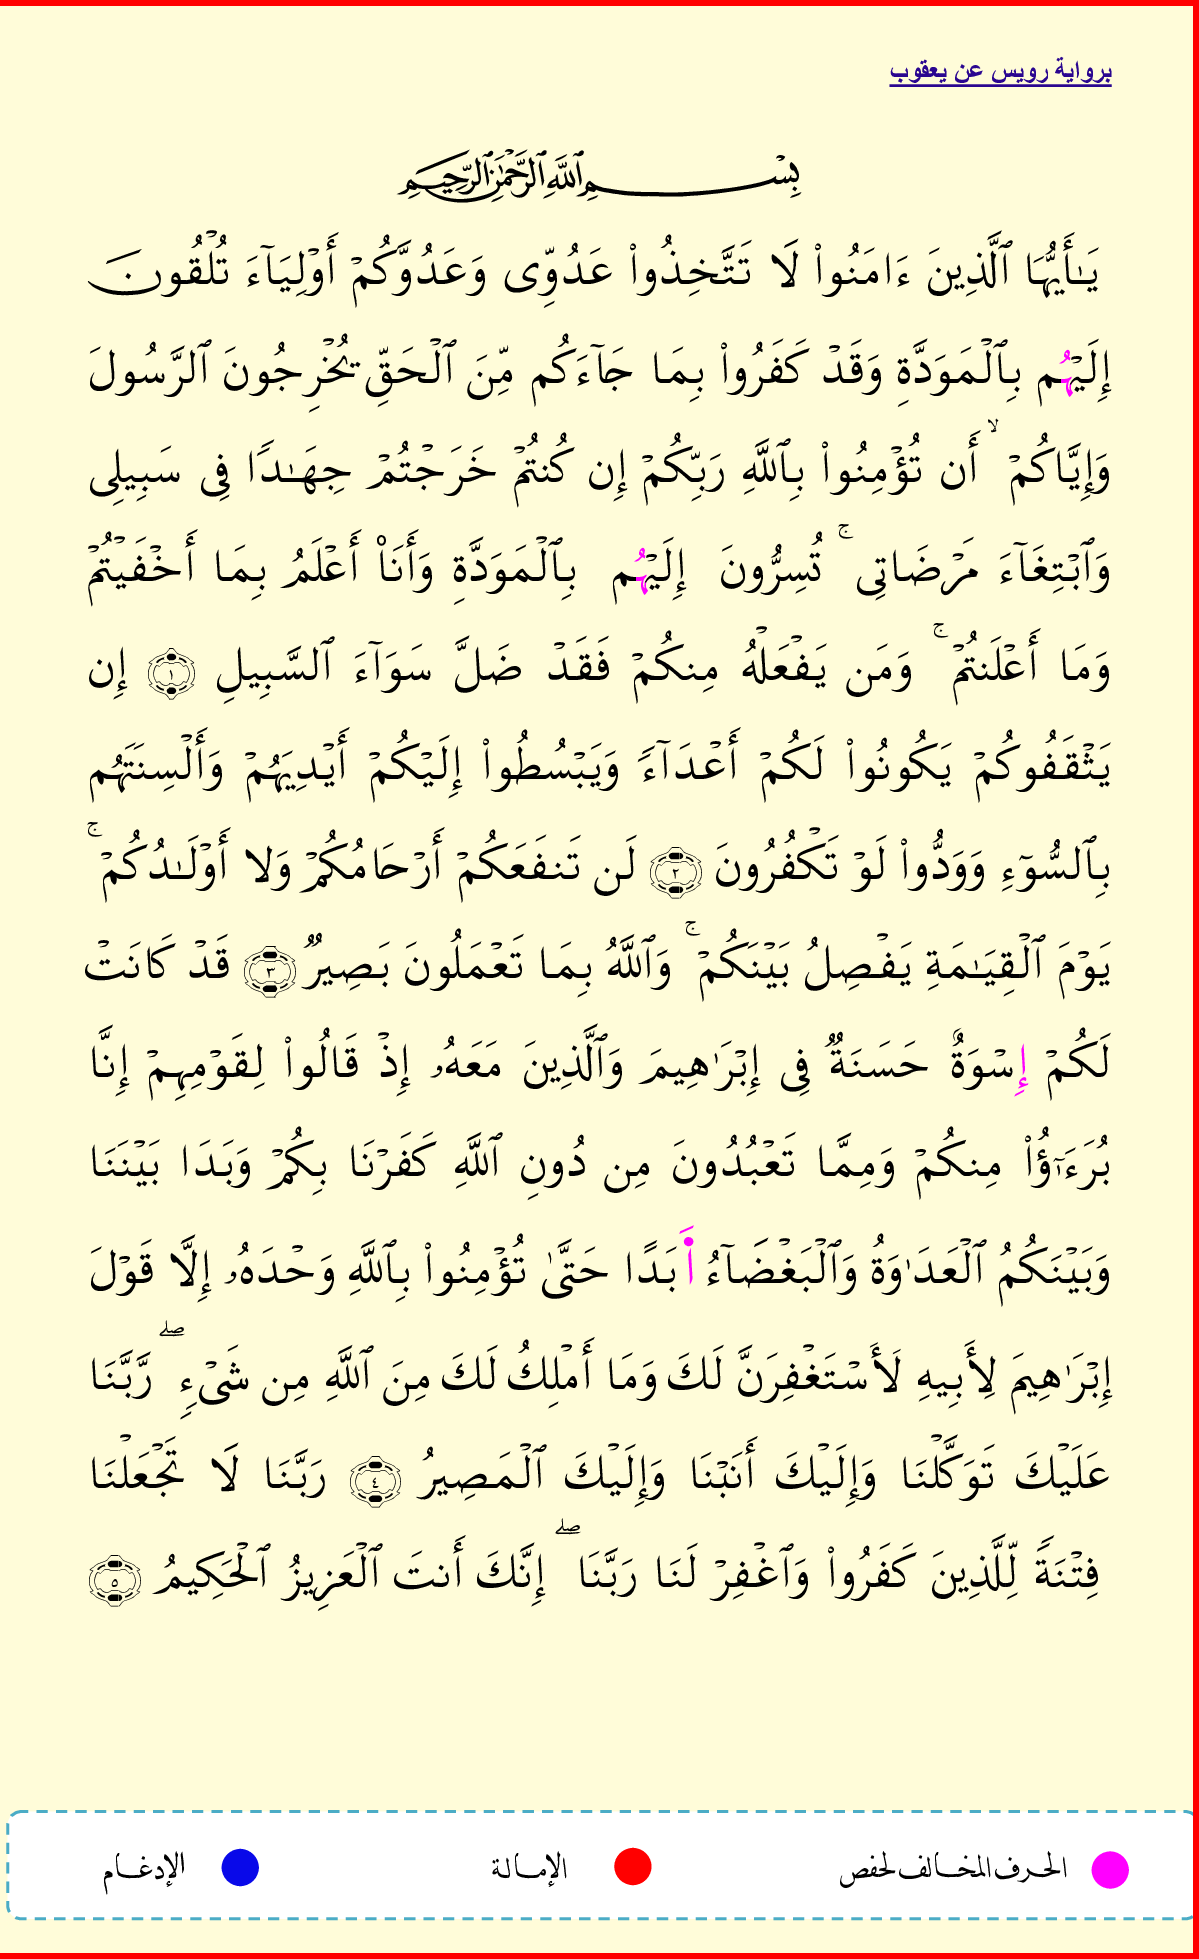 برواية رويس عن يعقوب
بِسْمِ ٱللَّهِ ٱلرَّحْمَٰنِ ٱلرَّحِيمِ
يَـٰٓأَيُّهَا ٱلَّذِينَ ءَامَنُوا۟ لَا تَتَّخِذُوا۟ عَدُوِّى وَعَدُوَّكُمْ أَوْلِيَآءَ تُلْقُونَ
إِلَيْهُم بِٱلْمَوَدَّةِ وَقَدْ كَفَرُوا۟ بِمَا جَآءَكُم مِّنَ ٱلْحَقِّ يُخْرِجُونَ ٱلرَّسُولَ
وَإِيَّاكُمْ ۙ أَن تُؤْمِنُوا۟ بِٱللَّهِ رَبِّكُمْ إِن كُنتُمْ خَرَجْتُمْ جِهَـٰدًا فِى سَبِيلِى
وَٱبْتِغَآءَ مَرْضَاتِى ۚ تُسِرُّونَ إِلَيْهُم بِٱلْمَوَدَّةِ وَأَنَا۠ أَعْلَمُ بِمَا أَخْفَيْتُمْ
وَمَا أَعْلَنتُمْ ۚ وَمَن يَفْعَلْهُ مِنكُمْ فَقَدْ ضَلَّ سَوَآءَ ٱلسَّبِيلِ ١ إِن
يَثْقَفُوكُمْ يَكُونُوا۟ لَكُمْ أَعْدَآءً وَيَبْسُطُوا۟ إِلَيْكُمْ أَيْدِيَهُمْ وَأَلْسِنَتَهُم
بِٱلسُّوٓءِ وَوَدُّوا۟ لَوْ تَكْفُرُونَ ٢ لَن تَنفَعَكُمْ أَرْحَامُكُمْ وَلَا أَوْلَـٰدُكُمْ ۚ
يَوْمَ ٱلْقِيَـٰمَةِ يَفْصِلُ بَيْنَكُمْ ۚ وَٱللَّهُ بِمَا تَعْمَلُونَ بَصِيرٌ ٣ قَدْ كَانَتْ
لَكُمْ إِسْوَةٌ حَسَنَةٌ فِى إِبْرَٰهِيمَ وَٱلَّذِينَ مَعَهُۥ إِذْ قَالُوا۟ لِقَوْمِهِمْ إِنَّا
بُرَءَٰٓؤُا۟ مِنكُمْ وَمِمَّا تَعْبُدُونَ مِن دُونِ ٱللَّهِ كَفَرْنَا بِكُمْ وَبَدَا بَيْنَنَا
وَبَيْنَكُمُ ٱلْعَدَٰوَةُ وَٱلْبَغْضَآءُ أَبَدًا حَتَّىٰ تُؤْمِنُوا۟ بِٱللَّهِ وَحْدَهُۥ إِلَّا قَوْلَ
إِبْرَٰهِيمَ لِأَبِيهِ لَأَسْتَغْفِرَنَّ لَكَ وَمَا أَمْلِكُ لَكَ مِنَ ٱللَّهِ مِن شَىْءٍ ۖ رَّبَّنَا
عَلَيْكَ تَوَكَّلْنَا وَإِلَيْكَ أَنَبْنَا وَإِلَيْكَ ٱلْمَصِيرُ ٤ رَبَّنَا لَا تَجْعَلْنَا
فِتْنَةً لِّلَّذِينَ كَفَرُوا۟ وَٱغْفِرْ لَنَا رَبَّنَا ۖ إِنَّكَ أَنتَ ٱلْعَزِيزُ ٱلْحَكِيمُ ٥
الحرف المخالف لحفص الإمالة الإدغام